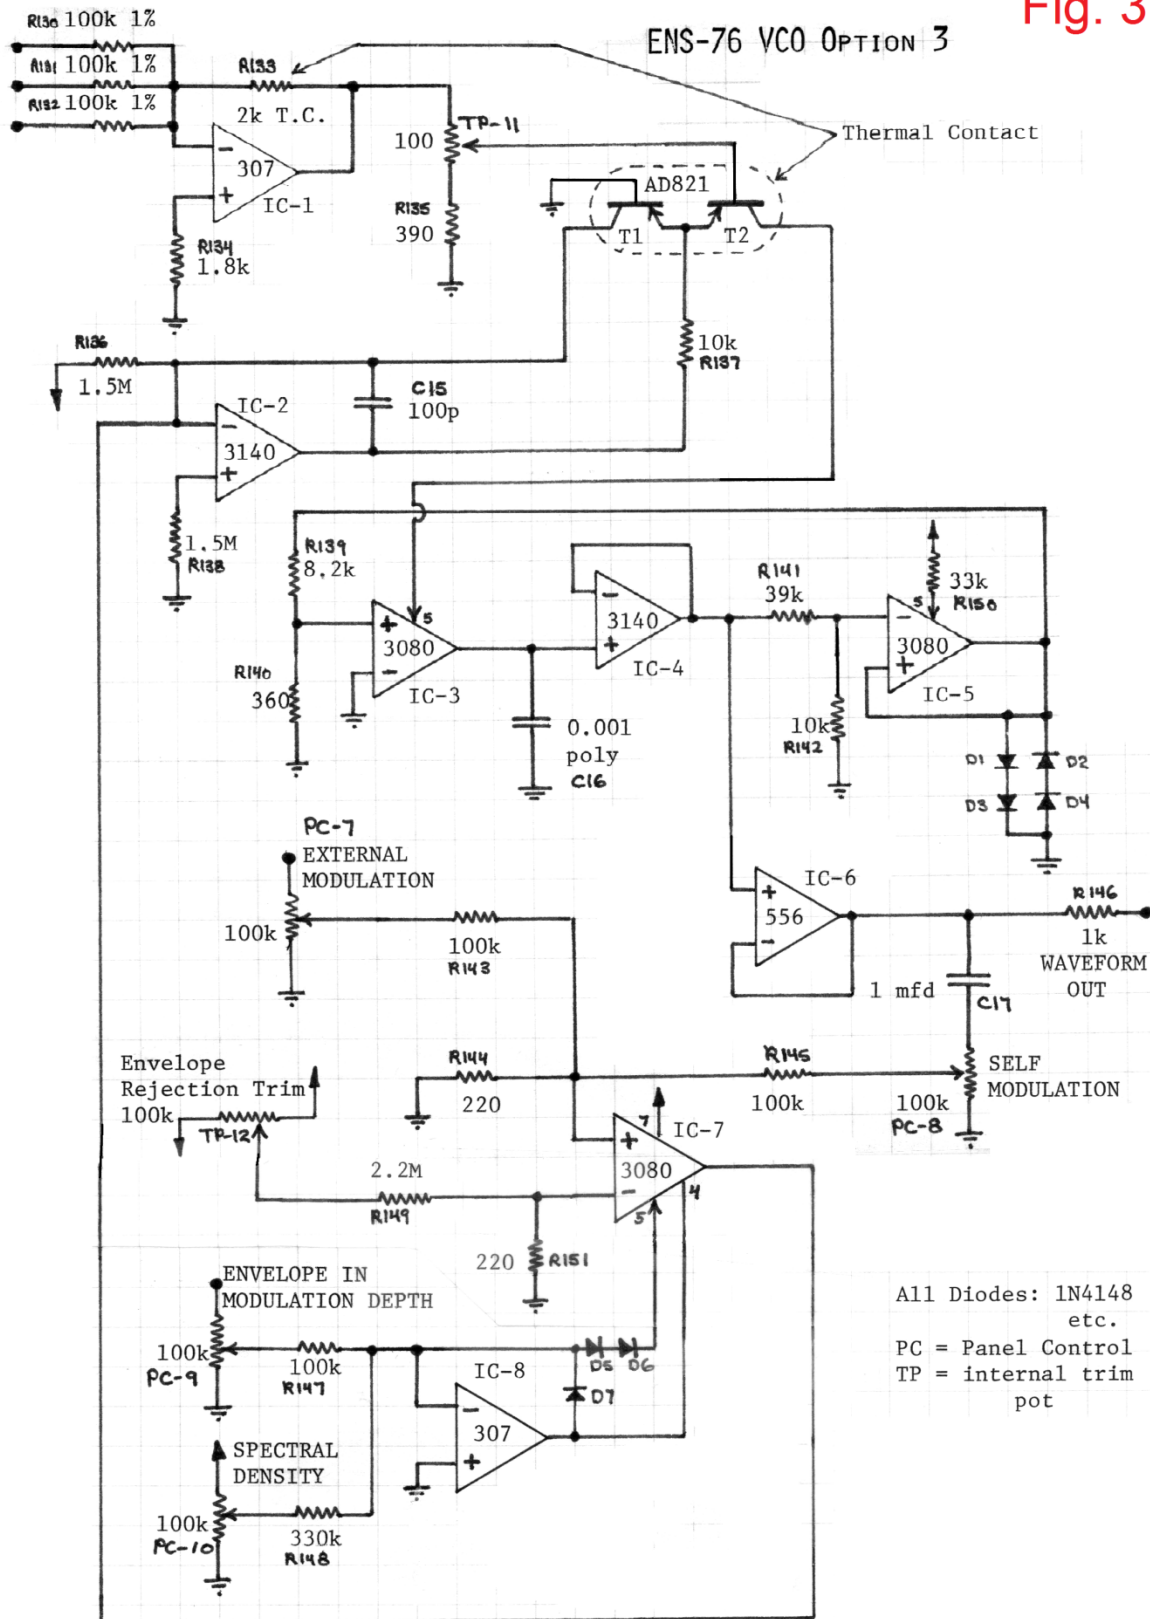 Fig. 3
ENS-76 VCO OPTION 3
R130 100k 1%
R131 100k 1%
R132 100k 1%
R133
2k T.C.
−
307
+
IC-1
R134
1.8k
100
TP-11
R135
390
Thermal Contact
AD821
T1
T2
10k
R137
R136
1.5M
C15
100p
IC-2
−
3140
+
1.5M
R138
R139
8.2k
R140
360
5
+
3080
−
IC-3
0.001
poly
C16
−
3140
+
IC-4
R141
39k
10k
R142
33k
R150
5
−
3080
+
IC-5
D1
D2
D3
D4
IC-6
+
556
−
R146
1k
WAVEFORM
OUT
1 mfd
C17
PC-7
EXTERNAL
MODULATION
100k
100k
R143
R144
220
R145
100k
SELF
MODULATION
100k
PC-8
Envelope
Rejection Trim
100k
TP-12
2.2M
R149
7
IC-7
+
3080
−
4
5
220
R151
ENVELOPE IN
MODULATION DEPTH
100k
PC-9
100k
R147
D5
D6
D7
IC-8
−
307
+
SPECTRAL
DENSITY
100k
PC-10
330k
R148
All Diodes: 1N4148
etc.
PC = Panel Control
TP = internal trim
pot